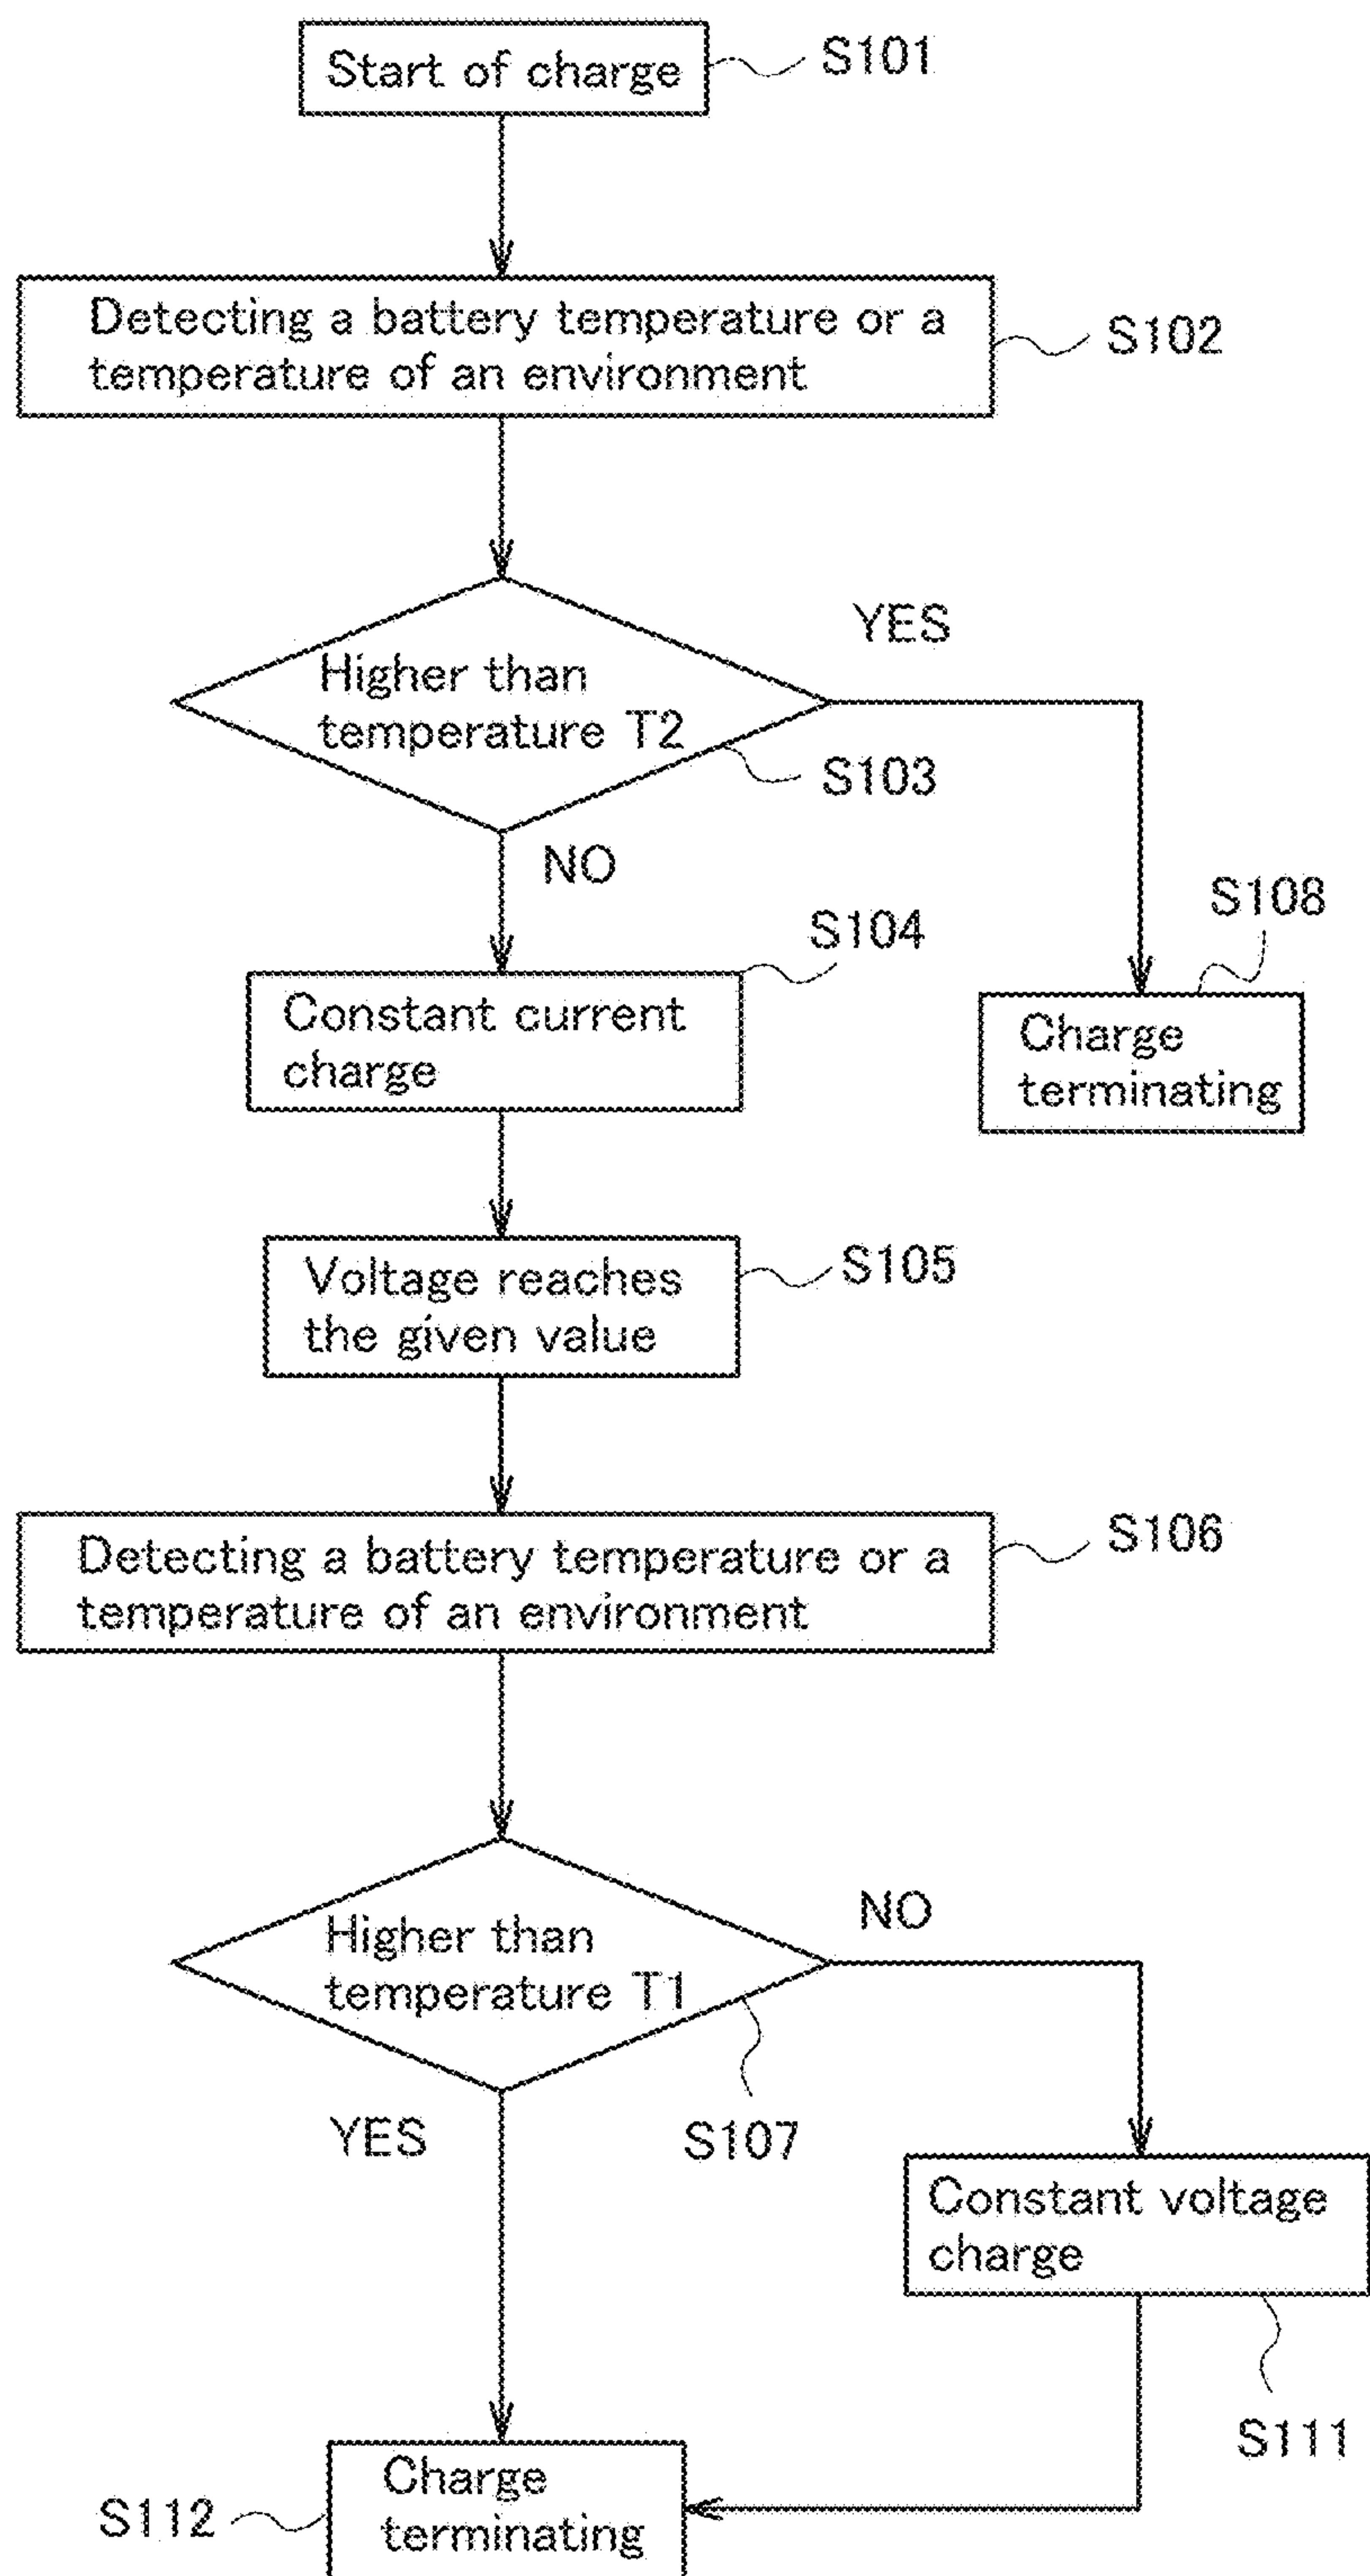 Start of charge
S101
Detecting a battery temperature or a
temperature of an environment
S102
YES
Higher than
temperature T2
S103
NO
S104
S108
Constant current
charge
Charge
terminating
Voltage reaches
the given value
S105
Detecting a battery temperature or a
temperature of an environment
S106
NO
Higher than
temperature T1
YES
S107
Constant voltage
charge
S111
Charge
terminating
S112